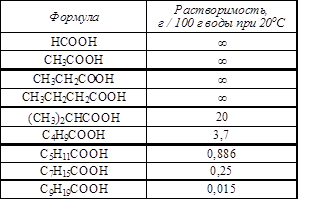 Формула Растворимость, г / 100 г воды при 20°C
HCOOH ∞
CH₃COOH ∞
CH₃CH₂COOH ∞
CH₃CH₂CH₂COOH ∞
(CH₃)₂CHCOOH 20
C₄H₉COOH 3,7
C₅H₁₁COOH 0,886
C₇H₁₅COOH 0,25
C₉H₁₉COOH 0,015